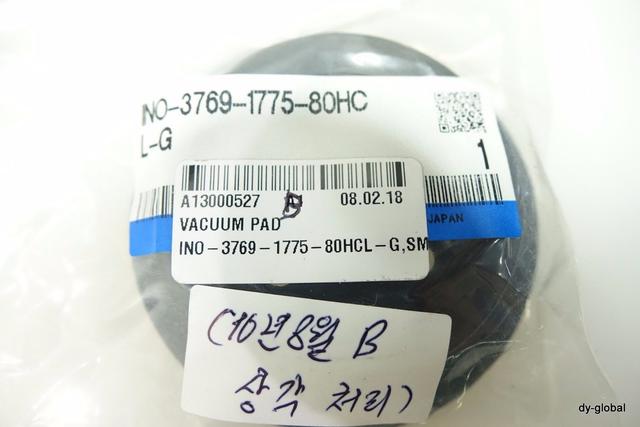 INO-3769-1775-80HC
L-G
1
JAPAN
A13000527 B 08.02.18
VACUUM PAD
INO-3769-1775-80HCL-G,SM
(10년8월 B
상각 처리)
dy-global